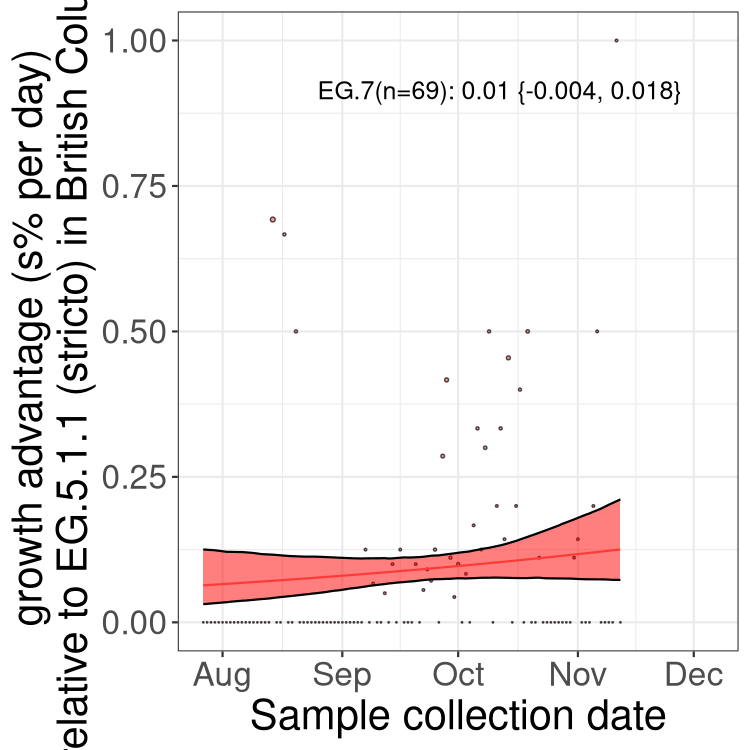 growth advantage (s% per day)
relative to EG.5.1.1 (stricto) in British
1.00
0.75
0.50
0.25
0.00
EG.7(n=69): 0.01 {-0.004, 0.018}
Aug Sep Oct Nov Dec
Sample collection date